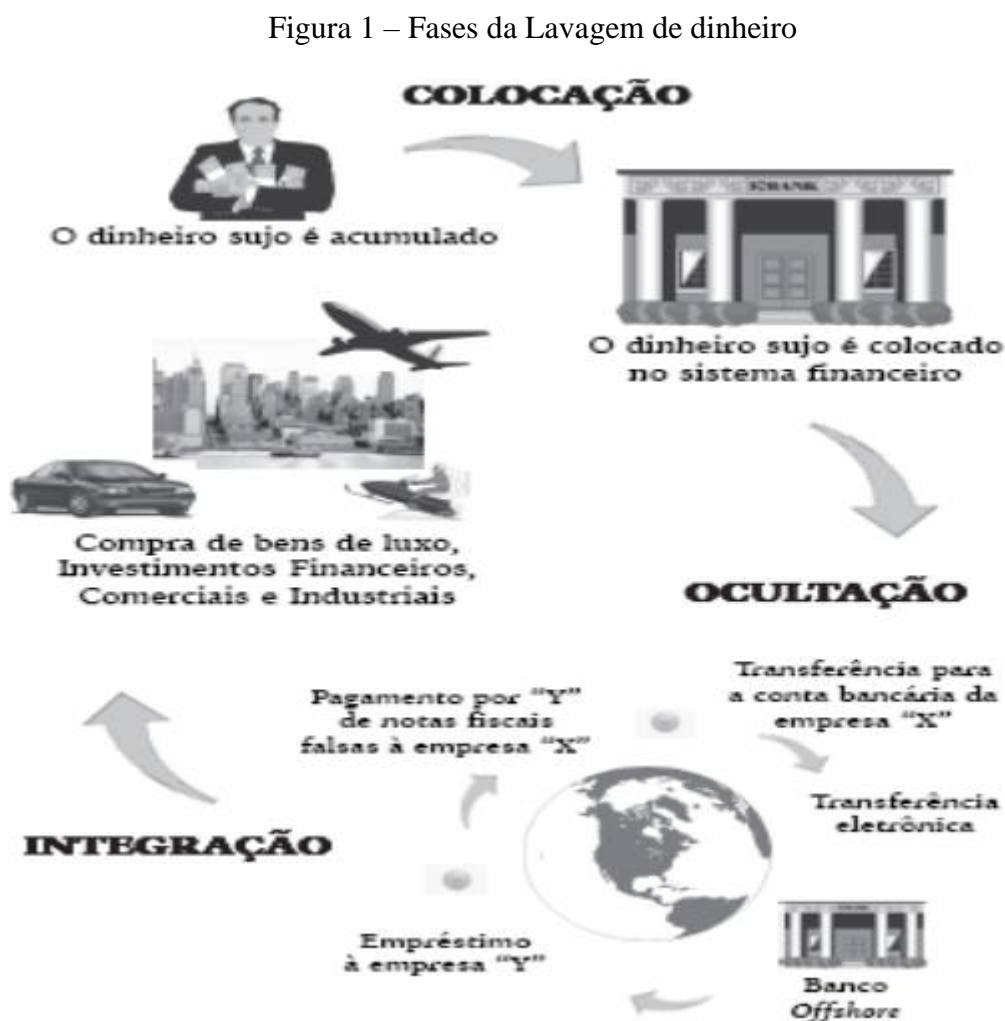 Figura 1 – Fases da Lavagem de dinheiro
COLOCAÇÃO
BANK
O dinheiro sujo é acumulado
O dinheiro sujo é colocado
no sistema financeiro
Compra de bens de luxo,
Investimentos Financeiros,
Comerciais e Industriais
OCULTAÇÃO
Transferência para
a conta bancária da
empresa “X”
Pagamento por “Y”
de notas fiscais
falsas à empresa “X”
Transferência
eletrônica
INTEGRAÇÃO
Empréstimo
à empresa “Y”
Banco
Offshore